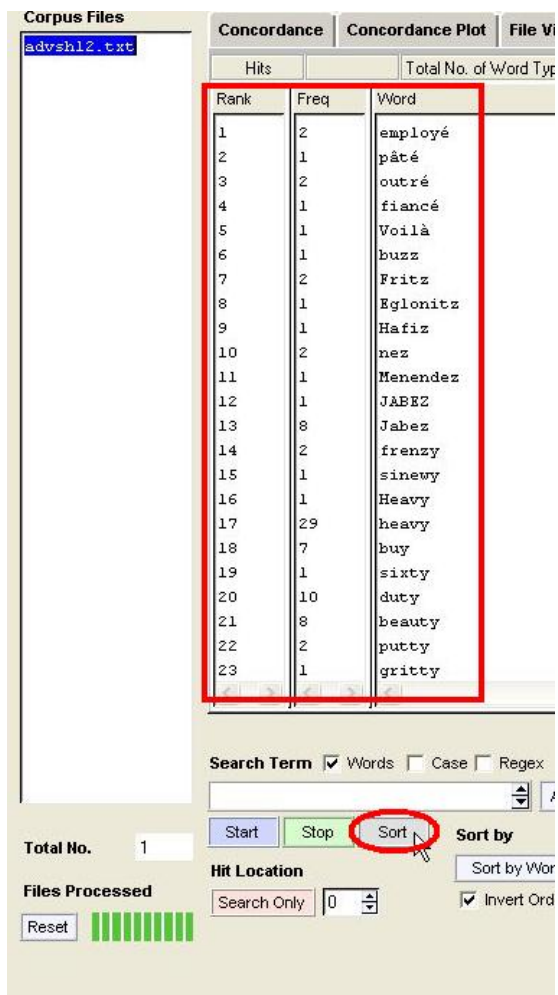 Corpus Files
advshl2.txt
Total No. 1
Files Processed
Reset
Concordance Concordance Plot File Vi
Hits Total No. of Word Typ
Rank Freq Word
1 2 employé
2 1 pâté
3 2 outré
4 1 fiancé
5 1 Voilà
6 1 buzz
7 2 Fritz
8 1 Eglonitz
9 1 Hafiz
10 2 nez
11 1 Menendez
12 1 JABEZ
13 8 Jabez
14 2 frenzy
15 1 sinewy
16 1 Heavy
17 29 heavy
18 7 buy
19 1 sixty
20 10 duty
21 8 beauty
22 2 putty
23 1 gritty
Search Term Words Case Regex
A
Start Stop Sort Sort by
Hit Location Sort by Wor
Search Only 0 Invert Ord